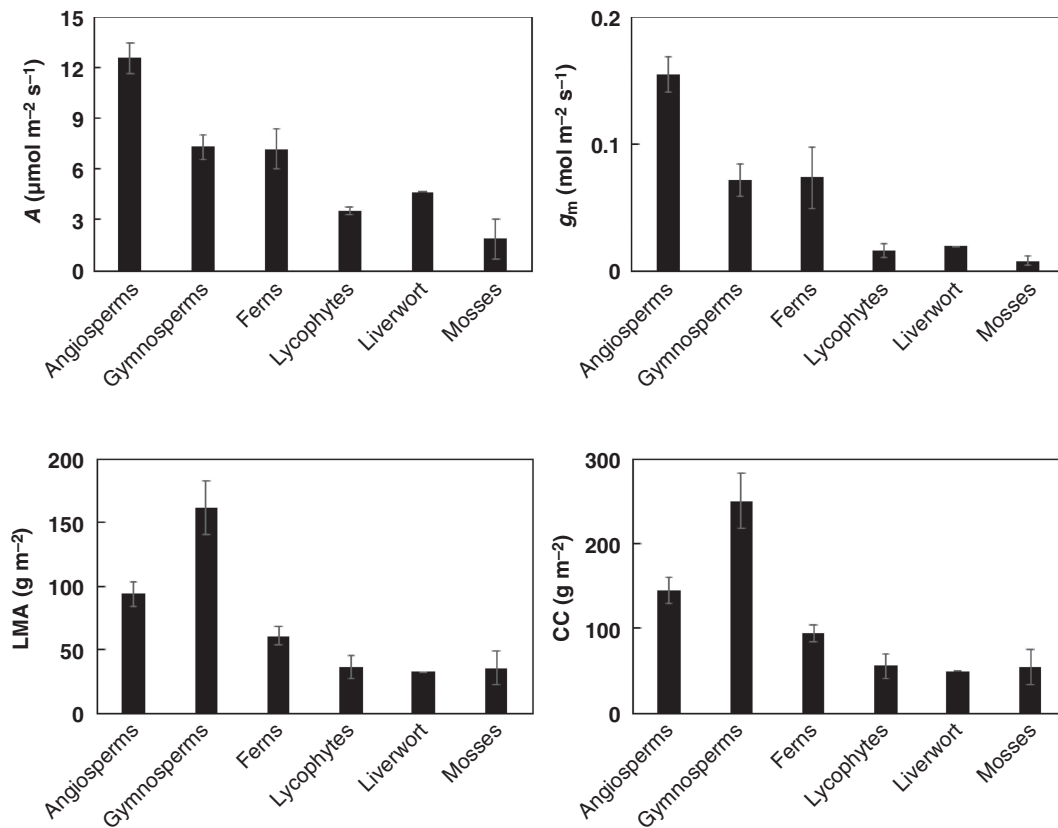 15
12
9
6
3
0
A (μmol m⁻² s⁻¹)
Angiosperms
Gymnosperms
Ferns
Lycophytes
Liverwort
Mosses
0.2
0.1
0
gₘ (mol m⁻² s⁻¹)
Angiosperms
Gymnosperms
Ferns
Lycophytes
Liverwort
Mosses
200
150
100
50
0
LMA (g m⁻²)
Angiosperms
Gymnosperms
Ferns
Lycophytes
Liverwort
Mosses
300
200
100
0
CC (g m⁻²)
Angiosperms
Gymnosperms
Ferns
Lycophytes
Liverwort
Mosses